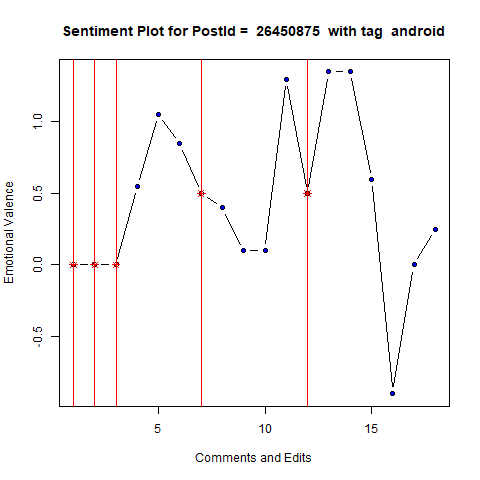 Sentiment Plot for PostId =  26450875  with tag  android
Emotional Valence
1.0
0.5
0.0
-0.5
5
10
15
Comments and Edits